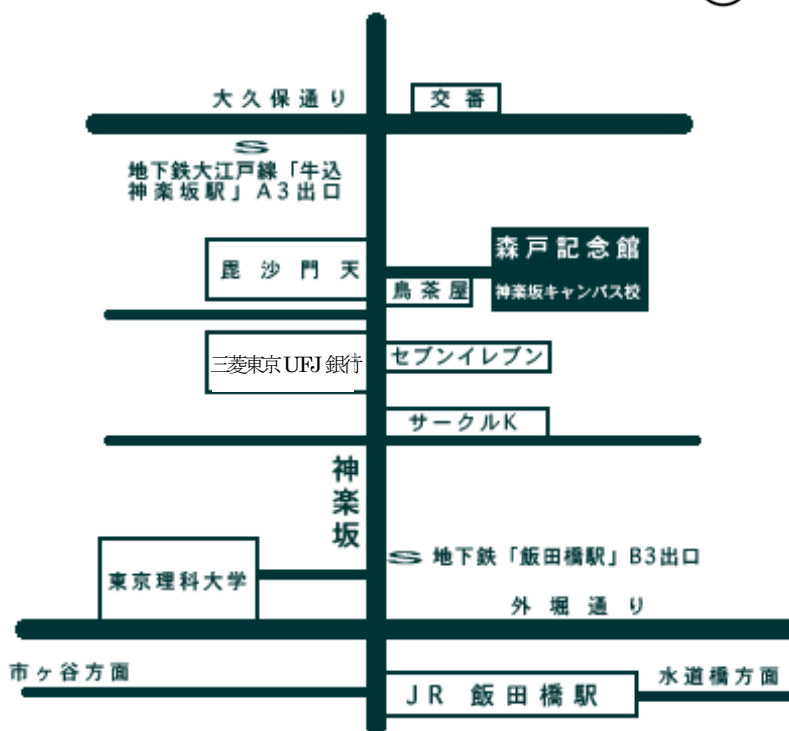 大久保通り
交番
地下鉄大江戸線「牛込
神楽坂駅」A3出口
毘沙門天
森戸記念館
神楽坂キャンパス校
鳥茶屋
三菱東京UFJ銀行
セブンイレブン
サークルK
神楽坂
地下鉄「飯田橋駅」B3出口
東京理科大学
外堀通り
市ヶ谷方面
JR 飯田橋駅
水道橋方面